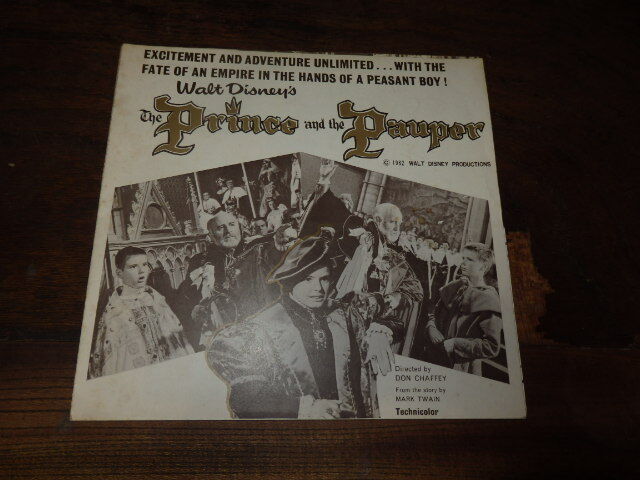 EXCITEMENT AND ADVENTURE UNLIMITED . . . WITH THE
FATE OF AN EMPIRE IN THE HANDS OF A PEASANT BOY !
Walt Disney's
The Prince and the Pauper
© 1962 WALT DISNEY PRODUCTIONS
Directed by
DON CHAFFEY
From the story by
MARK TWAIN
Technicolor